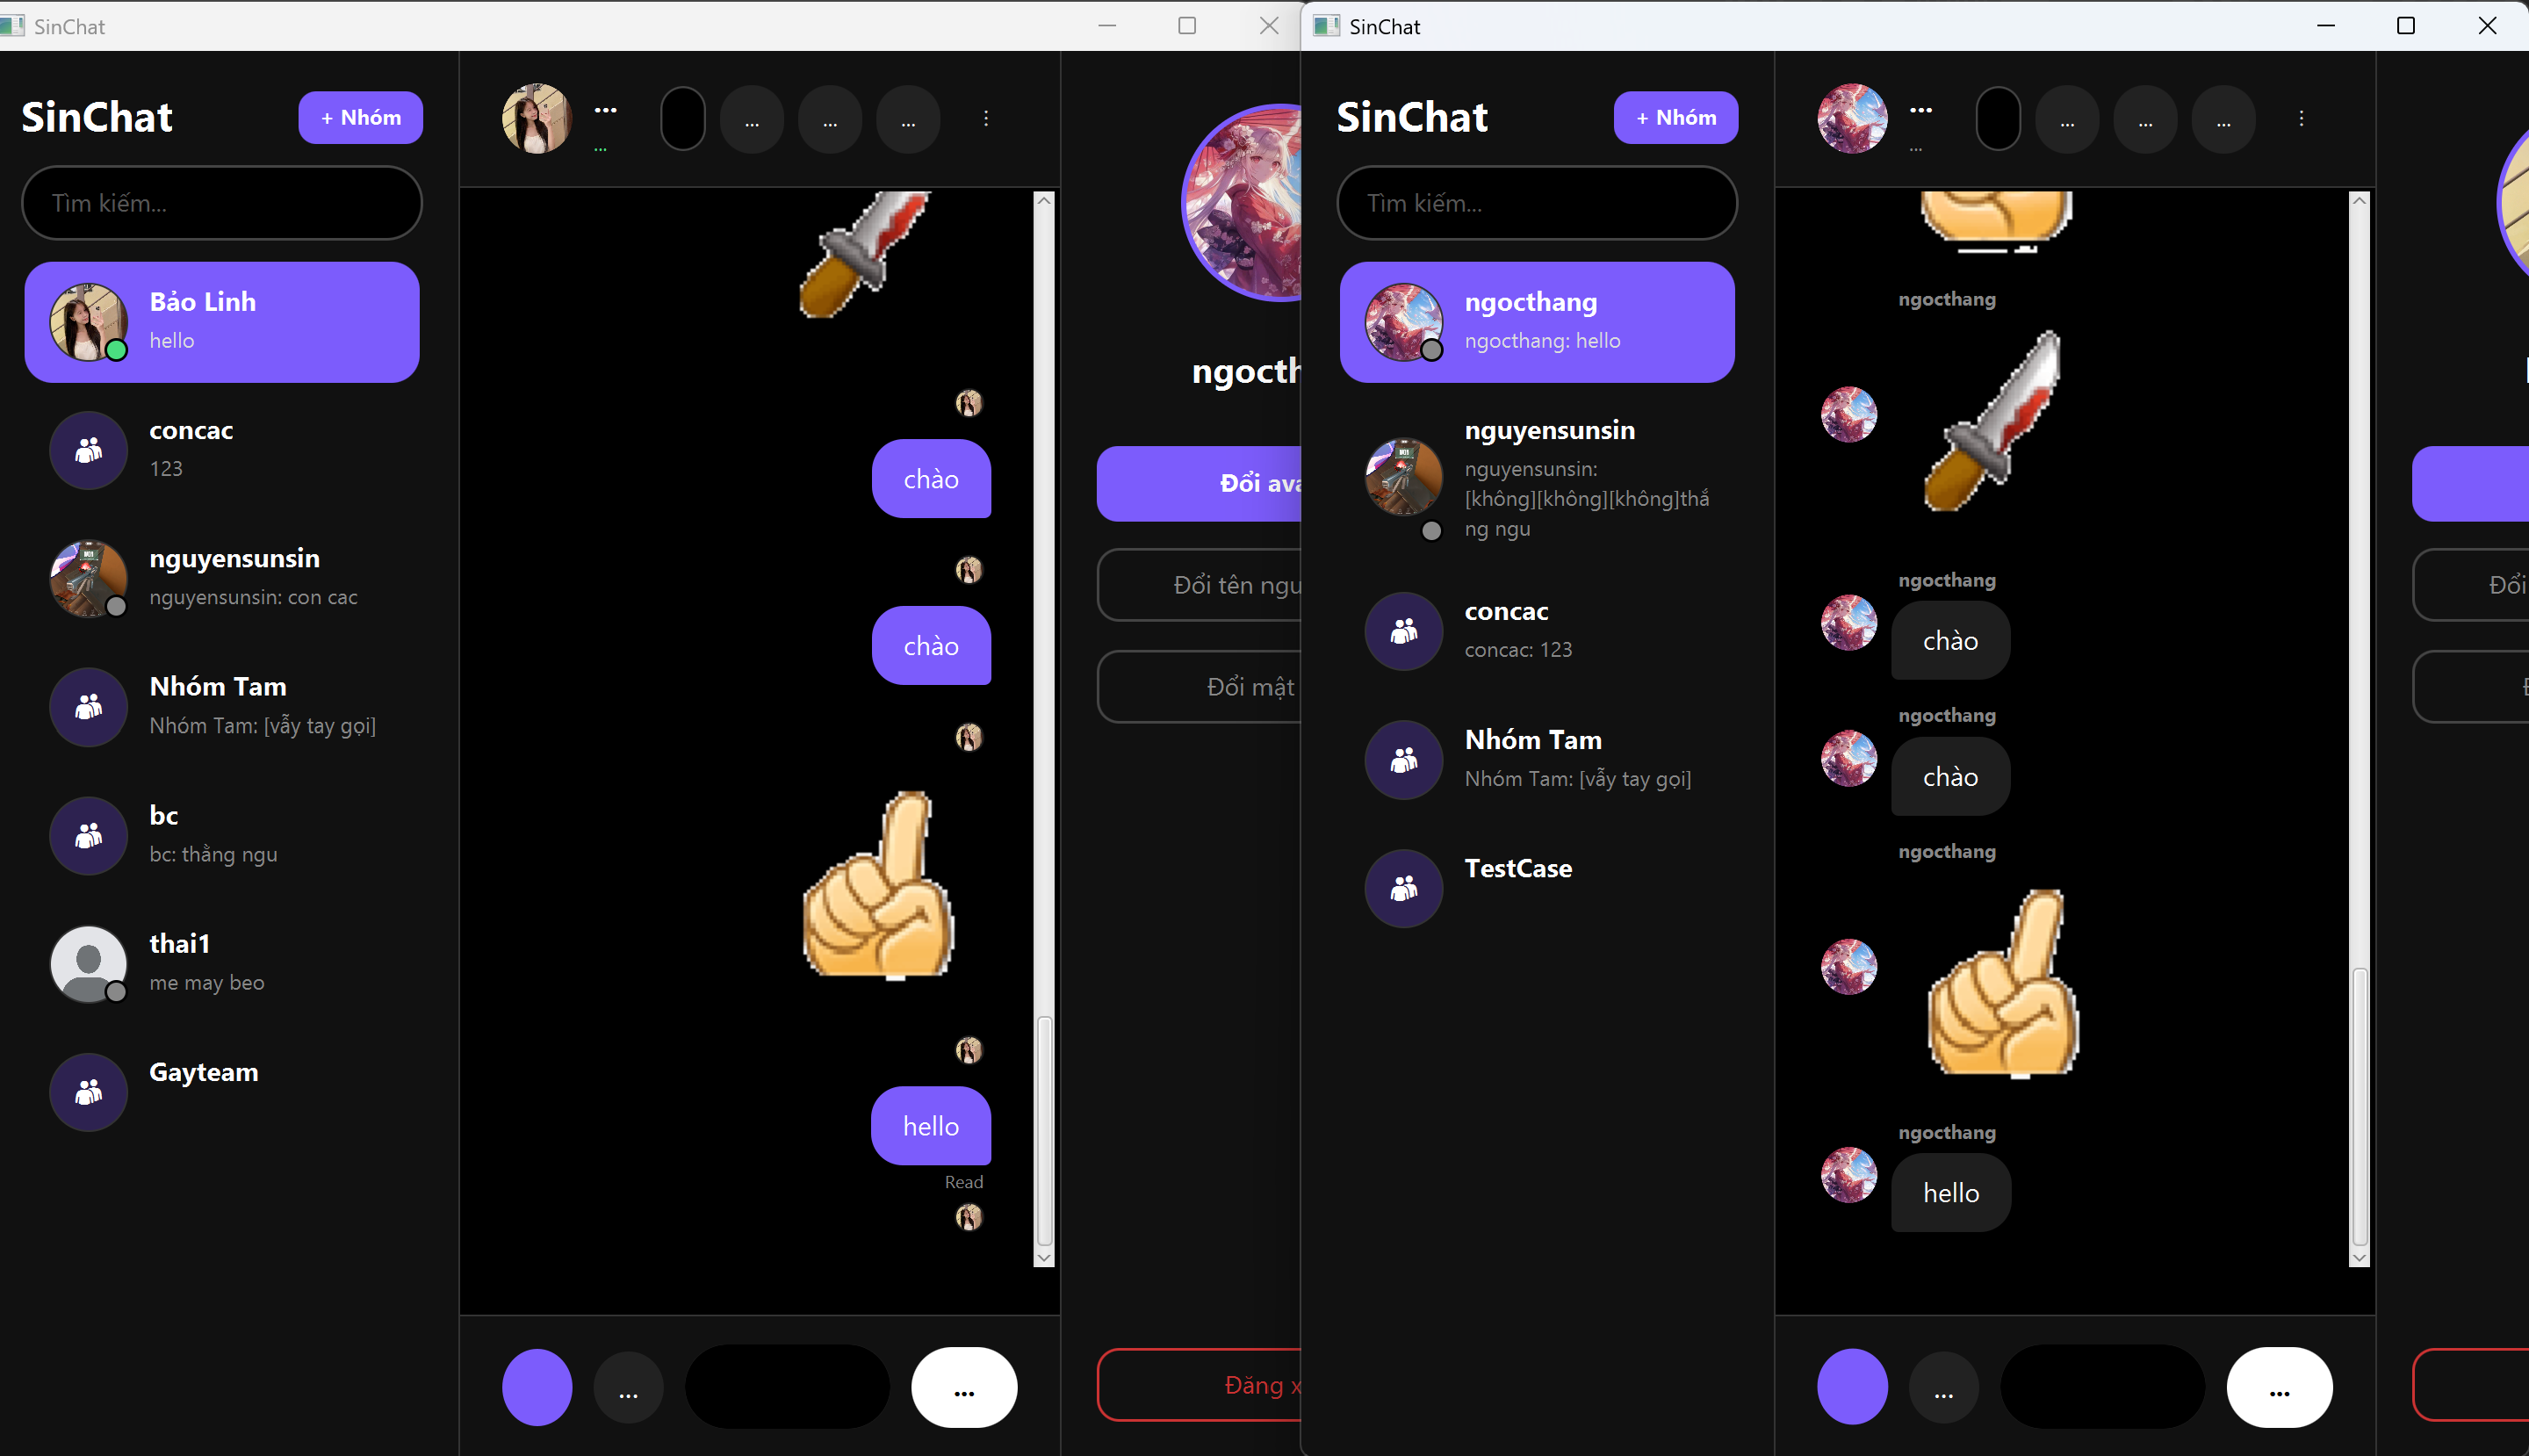 SinChat
SinChat
+ Nhóm
Tìm kiếm...
Bảo Linh
hello
concac
123
nguyensunsin
nguyensunsin: con cac
Nhóm Tam
Nhóm Tam: [vẫy tay gọi]
bc
bc: thằng ngu
thai1
me may beo
Gayteam
...
...
...
...
...
chào
chào
hello
Read
...
...
ngocth
Đổi ava
Đổi tên ngu
Đổi mật
Đăng x
SinChat
SinChat
+ Nhóm
Tìm kiếm...
ngocthang
ngocthang: hello
nguyensunsin
nguyensunsin:
[không][không][không]thắ
ng ngu
concac
concac: 123
Nhóm Tam
Nhóm Tam: [vẫy tay gọi]
TestCase
...
...
...
...
...
ngocthang
ngocthang
chào
ngocthang
chào
ngocthang
ngocthang
hello
...
...
Đổi